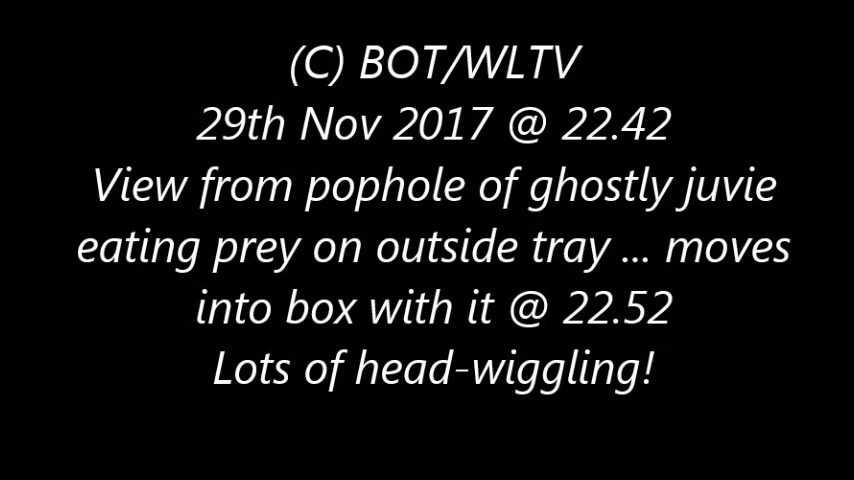 (C) BOT/WLTV
29th Nov 2017 @ 22.42
View from pophole of ghostly juvie
eating prey on outside tray ... moves
into box with it @ 22.52
Lots of head-wiggling!